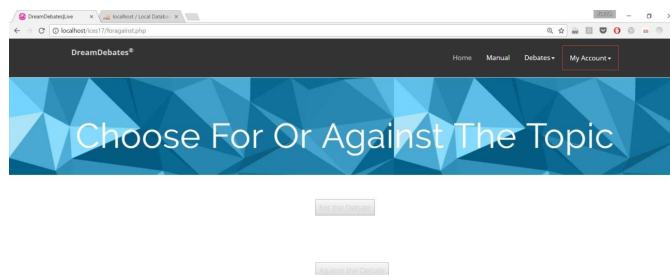 DreamDebates|Live
localhost / Local Databas
localhost/ices17/foragainst.php
DreamDebates®
Home Manual Debates My Account
Choose For Or Against The Topic
For the Debate
Against the Debate